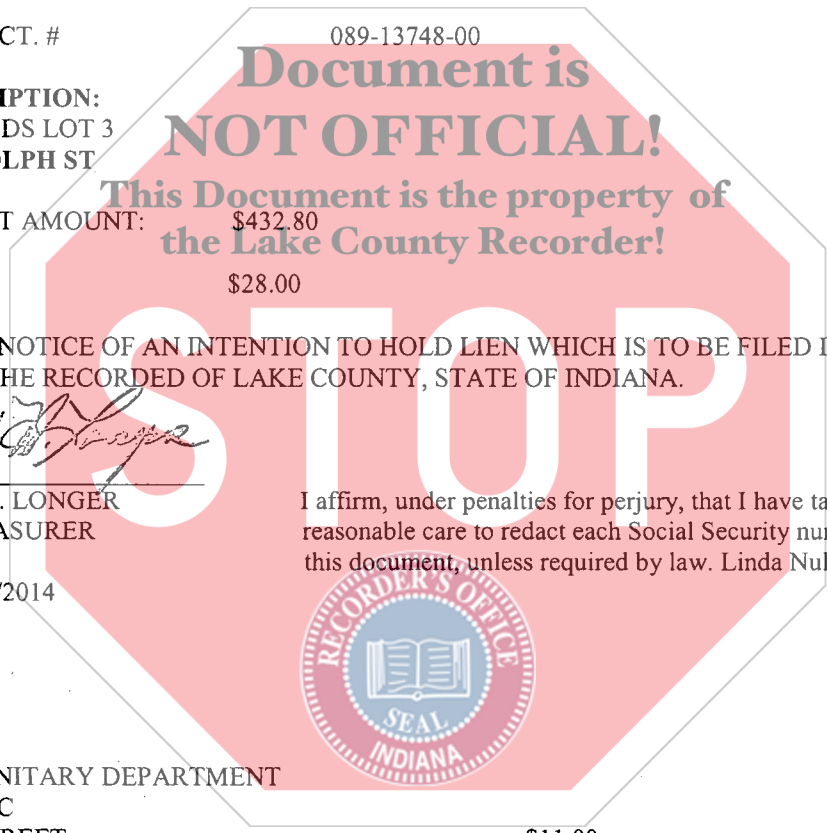 CT. # 089-13748-00
Document is
IPTION:
DS LOT 3
NOT OFFICIAL!
LPH ST
This Document is the property of
T AMOUNT: $432.80
the Lake County Recorder!
$28.00
STOP
NOTICE OF AN INTENTION TO HOLD LIEN WHICH IS TO BE FILED I
HE RECORDED OF LAKE COUNTY, STATE OF INDIANA.
. LONGER
ASURER
/2014
I affirm, under penalties for perjury, that I have ta
reasonable care to redact each Social Security nu
this document, unless required by law. Linda Nu
RECORDER'S OFFICE
SEAL
INDIANA
NITARY DEPARTMENT
C
REET $11.00